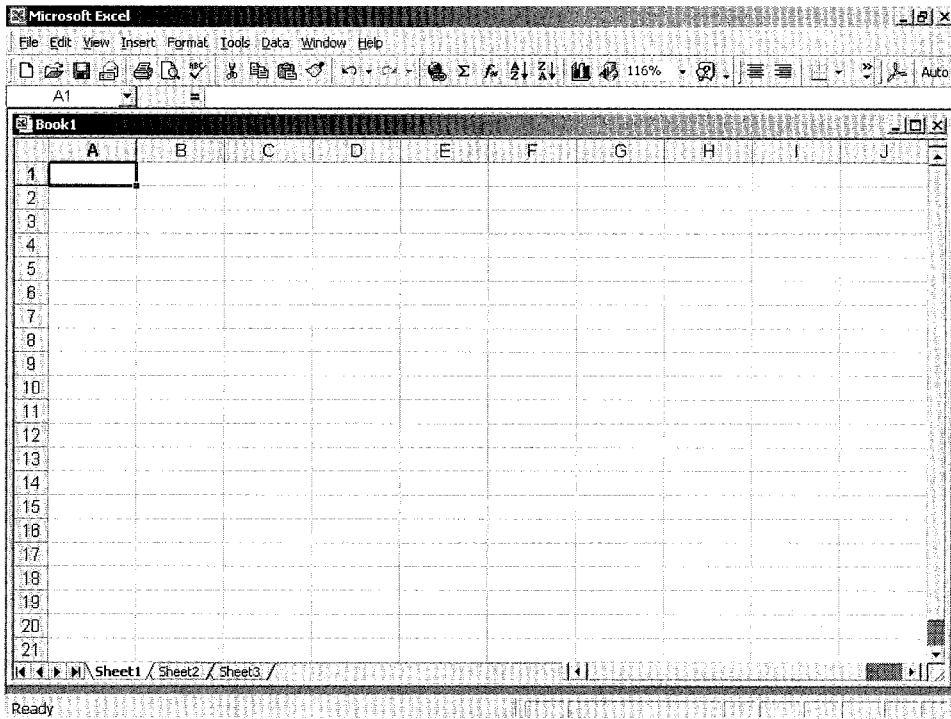 Microsoft Excel
File Edit View Insert Format Tools Data Window Help
ABC Σ fx A Z Z A 116% ? » Auto
A1 =
Book1
A B C D E F G H I J
1
2
3
4
5
6
7
8
9
10
11
12
13
14
15
16
17
18
19
20
21
Sheet1 Sheet2 Sheet3
Ready